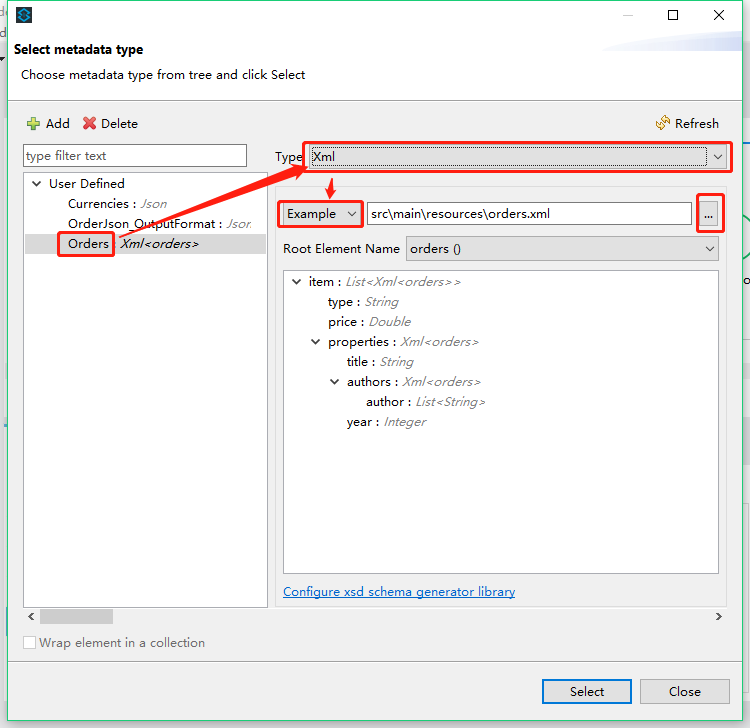 Select metadata type
Choose metadata type from tree and click Select
Add Delete Refresh
type filter text
Type Xml
User Defined
Currencies : Json
OrderJson_OutputFormat : Json
Orders : Xml<orders>
Example src\main\resources\orders.xml ...
Root Element Name orders ()
item : List<Xml<orders>>
type : String
price : Double
properties : Xml<orders>
title : String
authors : Xml<orders>
author : List<String>
year : Integer
Configure xsd schema generator library
Wrap element in a collection
Select Close